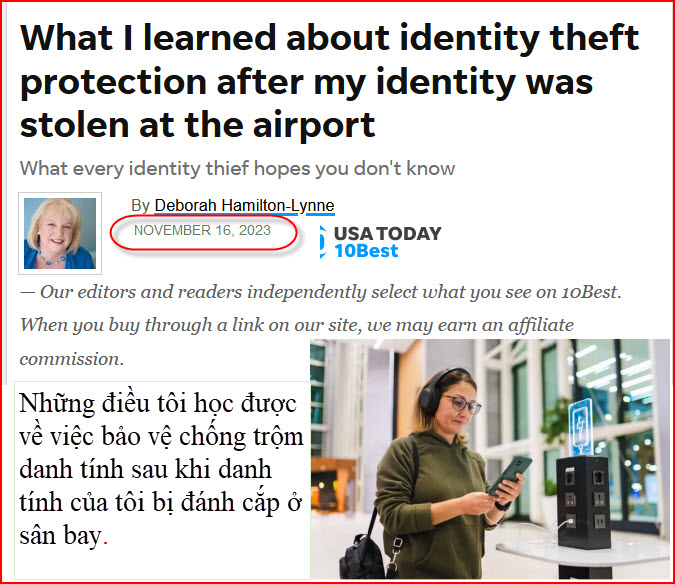 What I learned about identity theft
protection after my identity was
stolen at the airport
What every identity thief hopes you don't know
By Deborah Hamilton-Lynne
NOVEMBER 16, 2023
USA TODAY
10Best
— Our editors and readers independently select what you see on 10Best.
When you buy through a link on our site, we may earn an affiliate
commission.
Những điều tôi học được
về việc bảo vệ chống trộm
danh tính sau khi danh
tính của tôi bị đánh cắp ở
sân bay.